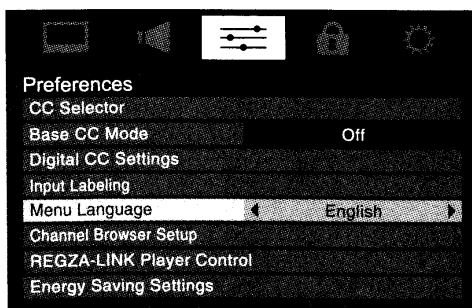 Preferences
CC Selector
Base CC Mode Off
Digital CC Settings
Input Labeling
Menu Language English
Channel Browser Setup
REGZA-LINK Player Control
Energy Saving Settings